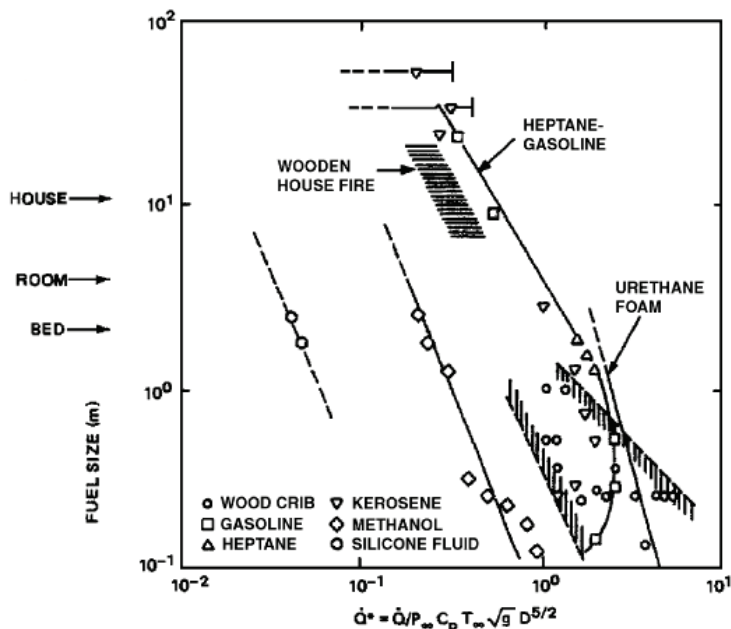 10²
HEPTANE-
GASOLINE
WOODEN
HOUSE FIRE
HOUSE
10¹
ROOM
URETHANE
FOAM
BED
10⁰
FUEL SIZE (m)
WOOD CRIB
KEROSENE
GASOLINE
METHANOL
HEPTANE
SILICONE FLUID
10⁻¹
10⁻²
10⁻¹
10⁰
10¹
Q̇* = Q̇/P∞ C_p T∞ √g D^5/2